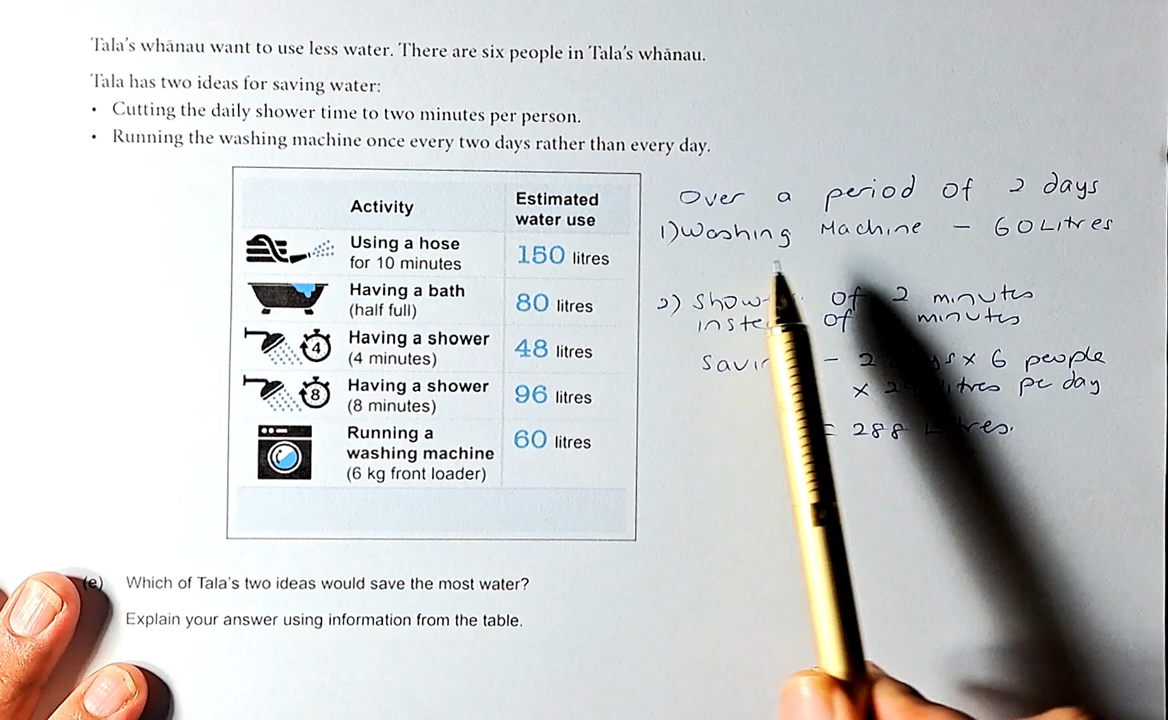 Tala's whānau want to use less water. There are six people in Tala's whānau.
Tala has two ideas for saving water:
• Cutting the daily shower time to two minutes per person.
• Running the washing machine once every two days rather than every day.
Activity
Estimated
water use
Using a hose
for 10 minutes
150 litres
Having a bath
(half full)
80 litres
4
Having a shower
(4 minutes)
48 litres
8
Having a shower
(8 minutes)
96 litres
Running a
washing machine
(6 kg front loader)
60 litres
Over a period of 2 days
1) Washing Machine - 60 Litres
2) of 2 minutes
of minutes
- 2 x 6 people
x pe day
= 288
(e) Which of Tala's two ideas would save the most water?
Explain your answer using information from the table.